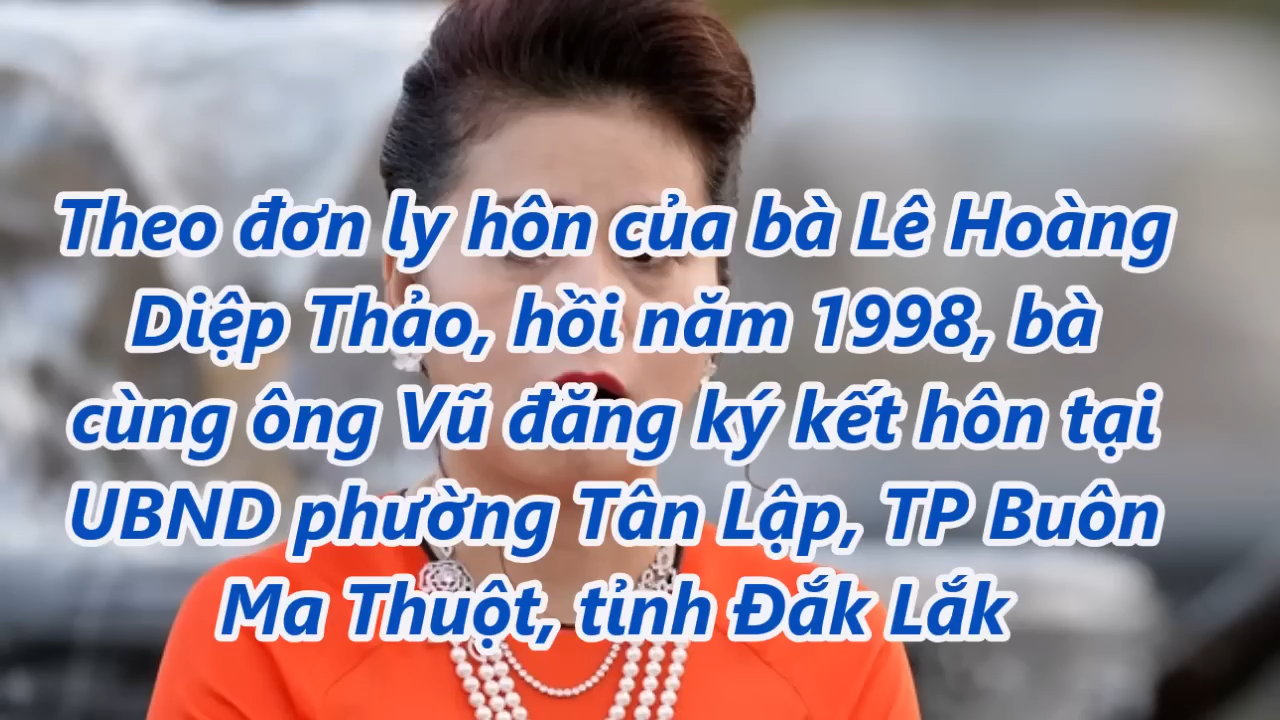 Theo đơn ly hôn của bà Lê Hoàng
Diệp Thảo, hồi năm 1998, bà
cùng ông Vũ đăng ký kết hôn tại
UBND phường Tân Lập, TP Buôn
Ma Thuột, tỉnh Đắk Lắk